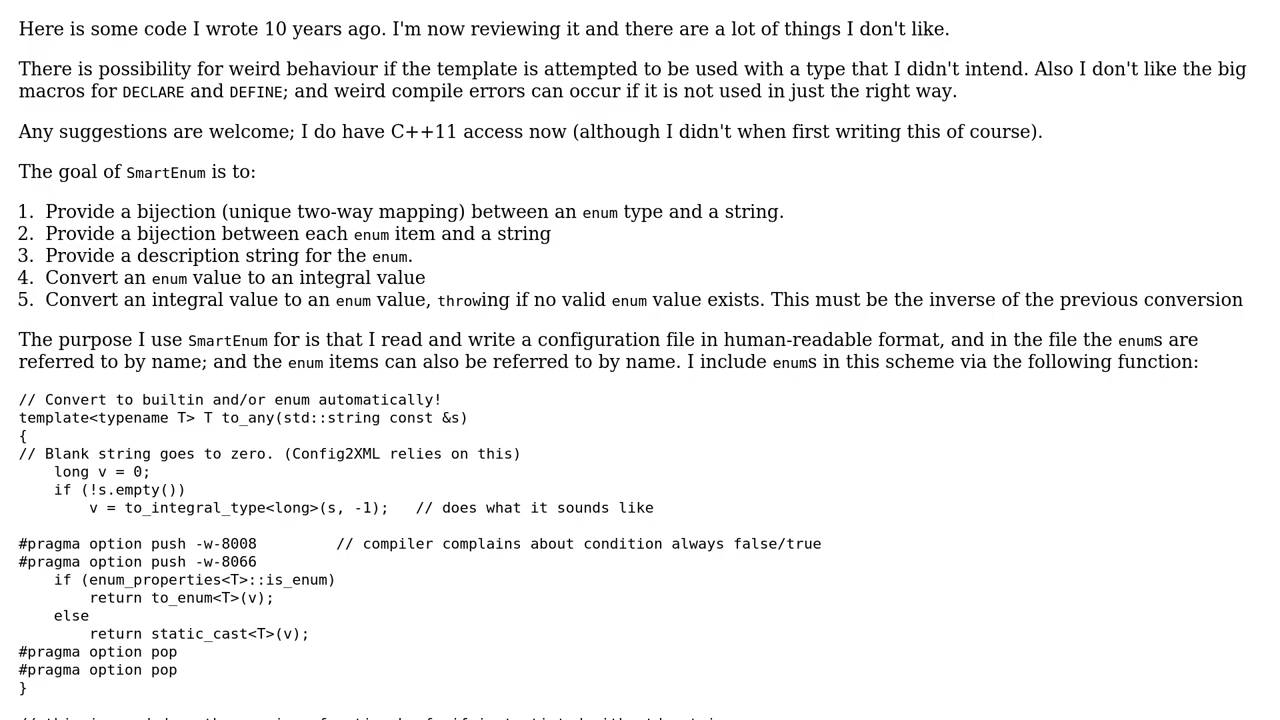 Here is some code I wrote 10 years ago. I'm now reviewing it and there are a lot of things I don't like.
There is possibility for weird behaviour if the template is attempted to be used with a type that I didn't intend. Also I don't like the big
macros for DECLARE and DEFINE; and weird compile errors can occur if it is not used in just the right way.
Any suggestions are welcome; I do have C++11 access now (although I didn't when first writing this of course).
The goal of SmartEnum is to:
1. Provide a bijection (unique two-way mapping) between an enum type and a string.
2. Provide a bijection between each enum item and a string
3. Provide a description string for the enum.
4. Convert an enum value to an integral value
5. Convert an integral value to an enum value, throwing if no valid enum value exists. This must be the inverse of the previous conversion
The purpose I use SmartEnum for is that I read and write a configuration file in human-readable format, and in the file the enums are
referred to by name; and the enum items can also be referred to by name. I include enums in this scheme via the following function:
// Convert to builtin and/or enum automatically!
template<typename T> T to_any(std::string const &s)
{
// Blank string goes to zero. (Config2XML relies on this)
    long v = 0;
    if (!s.empty())
        v = to_integral_type<long>(s, -1);   // does what it sounds like
#pragma option push -w-8008         // compiler complains about condition always false/true
#pragma option push -w-8066
    if (enum_properties<T>::is_enum)
        return to_enum<T>(v);
    else
        return static_cast<T>(v);
#pragma option pop
#pragma option pop
}